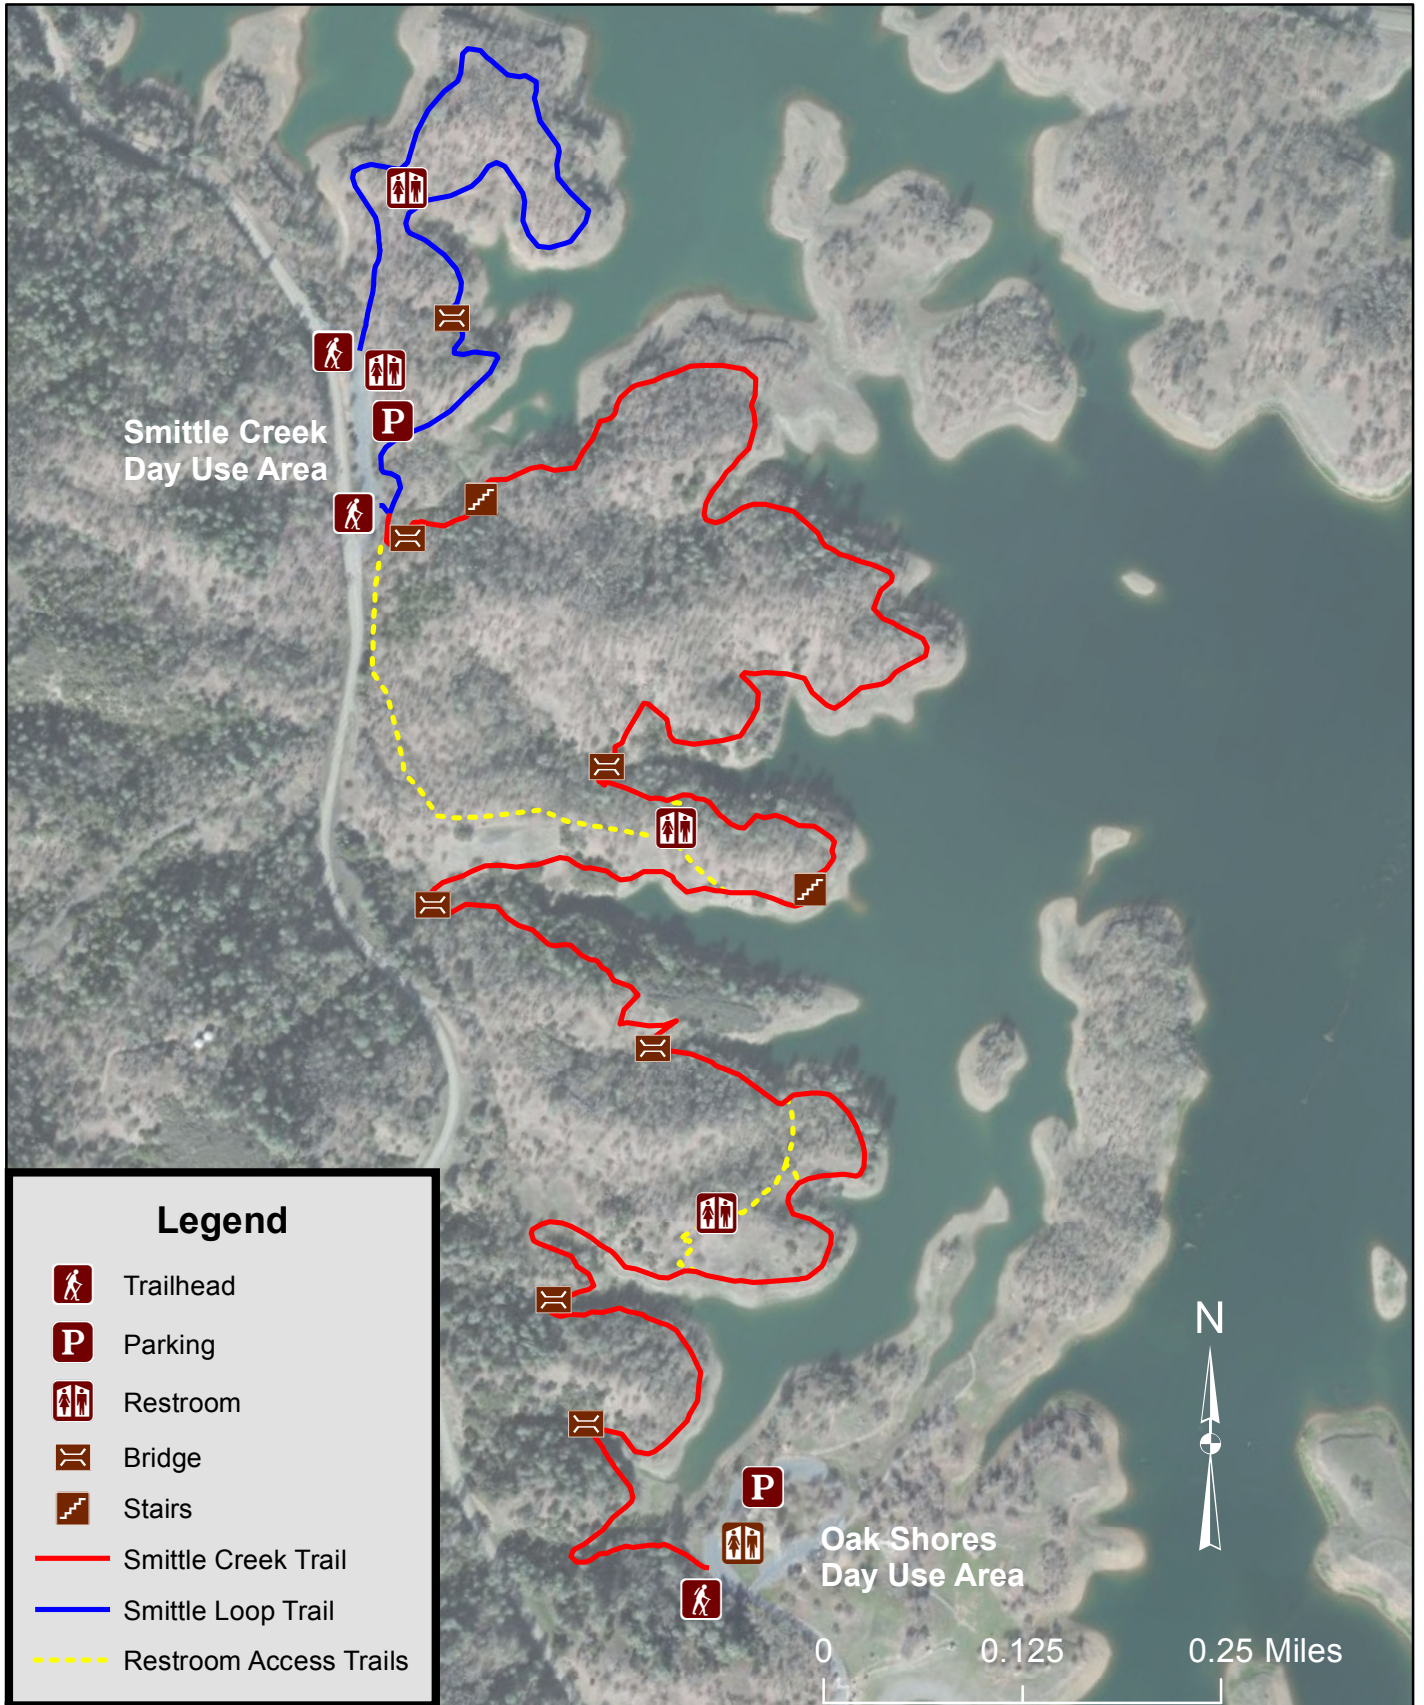 Smittle Creek
Day Use Area
Legend
Trailhead
P
Parking
Restroom
Bridge
Stairs
Smittle Creek Trail
Smittle Loop Trail
Restroom Access Trails
P
P
Oak Shores
Day Use Area
N
0
0.125
0.25 Miles